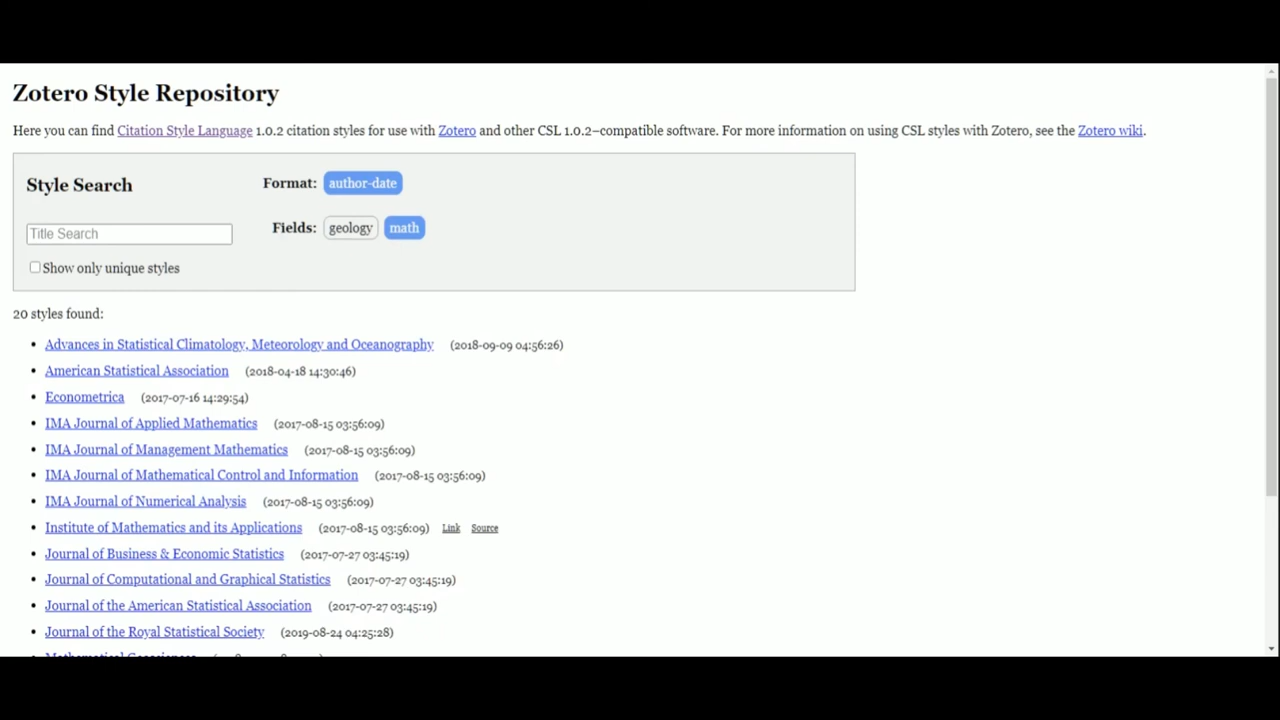 Zotero Style Repository
Here you can find Citation Style Language 1.0.2 citation styles for use with Zotero and other CSL 1.0.2–compatible software. For more information on using CSL styles with Zotero, see the Zotero wiki.
Style Search
Format: author-date
Fields: geology math
Title Search
Show only unique styles
20 styles found:
Advances in Statistical Climatology, Meteorology and Oceanography (2018-09-09 04:56:26)
American Statistical Association (2018-04-18 14:30:46)
Econometrica (2017-07-16 14:29:54)
IMA Journal of Applied Mathematics (2017-08-15 03:56:09)
IMA Journal of Management Mathematics (2017-08-15 03:56:09)
IMA Journal of Mathematical Control and Information (2017-08-15 03:56:09)
IMA Journal of Numerical Analysis (2017-08-15 03:56:09)
Institute of Mathematics and its Applications (2017-08-15 03:56:09) Link Source
Journal of Business & Economic Statistics (2017-07-27 03:45:19)
Journal of Computational and Graphical Statistics (2017-07-27 03:45:19)
Journal of the American Statistical Association (2017-07-27 03:45:19)
Journal of the Royal Statistical Society (2019-08-24 04:25:28)
Mathematical Geosciences